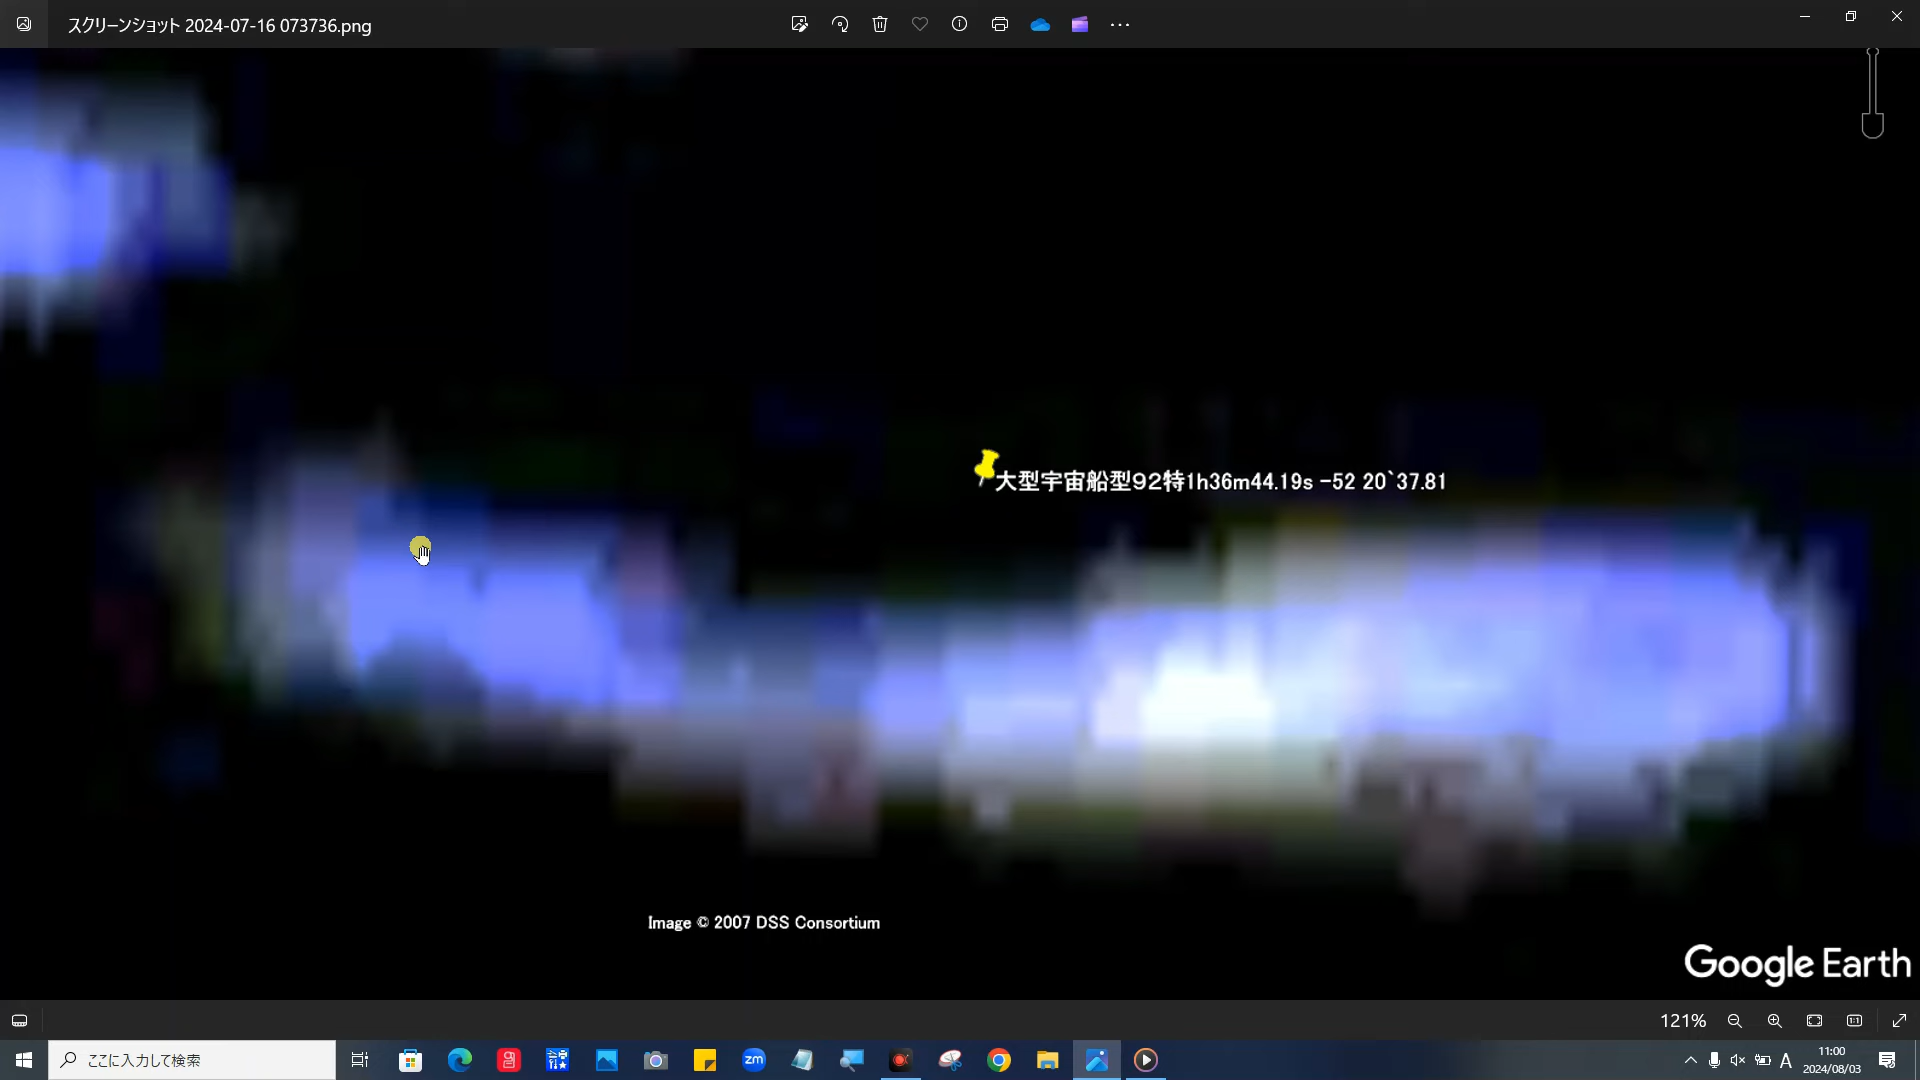 スクリーンショット 2024-07-16 073736.png
大型宇宙船型92特1h36m44.19s -52 20`37.81
Image © 2007 DSS Consortium
Google Earth
121%
ここに入力して検索
zm
A
11:00
2024/08/03